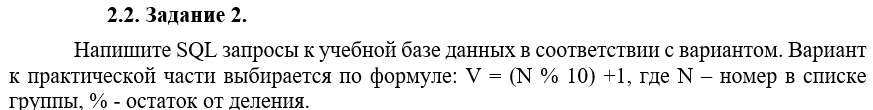 2.2. Задание 2.
Напишите SQL запросы к учебной базе данных в соответствии с вариантом. Вариант
к практической части выбирается по формуле: V = (N % 10) +1, где N – номер в списке
группы, % - остаток от деления.